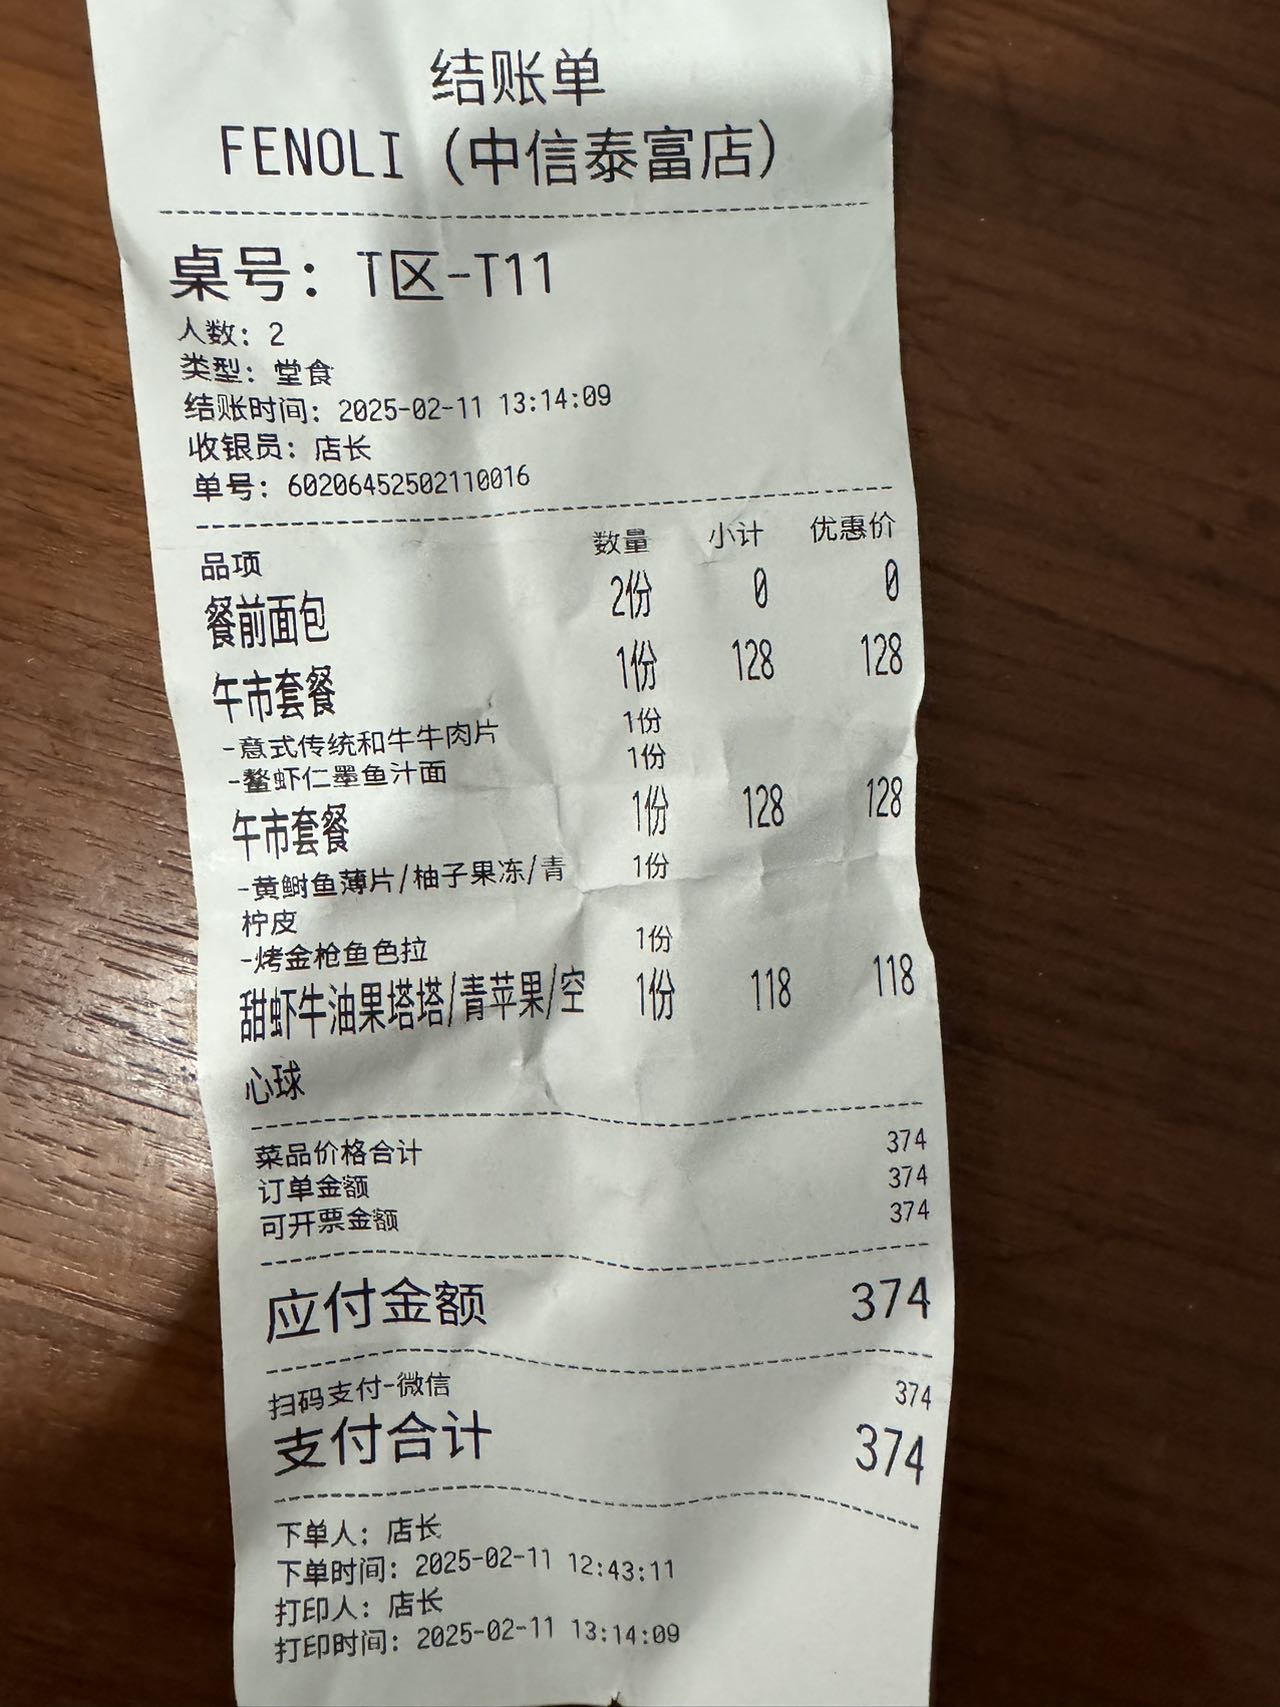 结账单
FENOLI (中信泰富店)
桌号: T区-T11
人数: 2
类型: 堂食
结账时间: 2025-02-11 13:14:09
收银员: 店长
单号: 60206452502110016
品项 数量 小计 优惠价
餐前面包 2份 0 0
午市套餐 1份 128 128
-意式传统和牛牛肉片 1份
-鳌虾仁墨鱼汁面 1份
午市套餐 1份 128 128
-黄鲥鱼薄片/柚子果冻/青 1份
柠皮
-烤金枪鱼色拉 1份
甜虾牛油果塔塔/青苹果/空 1份 118 118
心球
菜品价格合计 374
订单金额 374
可开票金额 374
应付金额 374
扫码支付-微信 374
支付合计 374
下单人: 店长
下单时间: 2025-02-11 12:43:11
打印人: 店长
打印时间: 2025-02-11 13:14:09